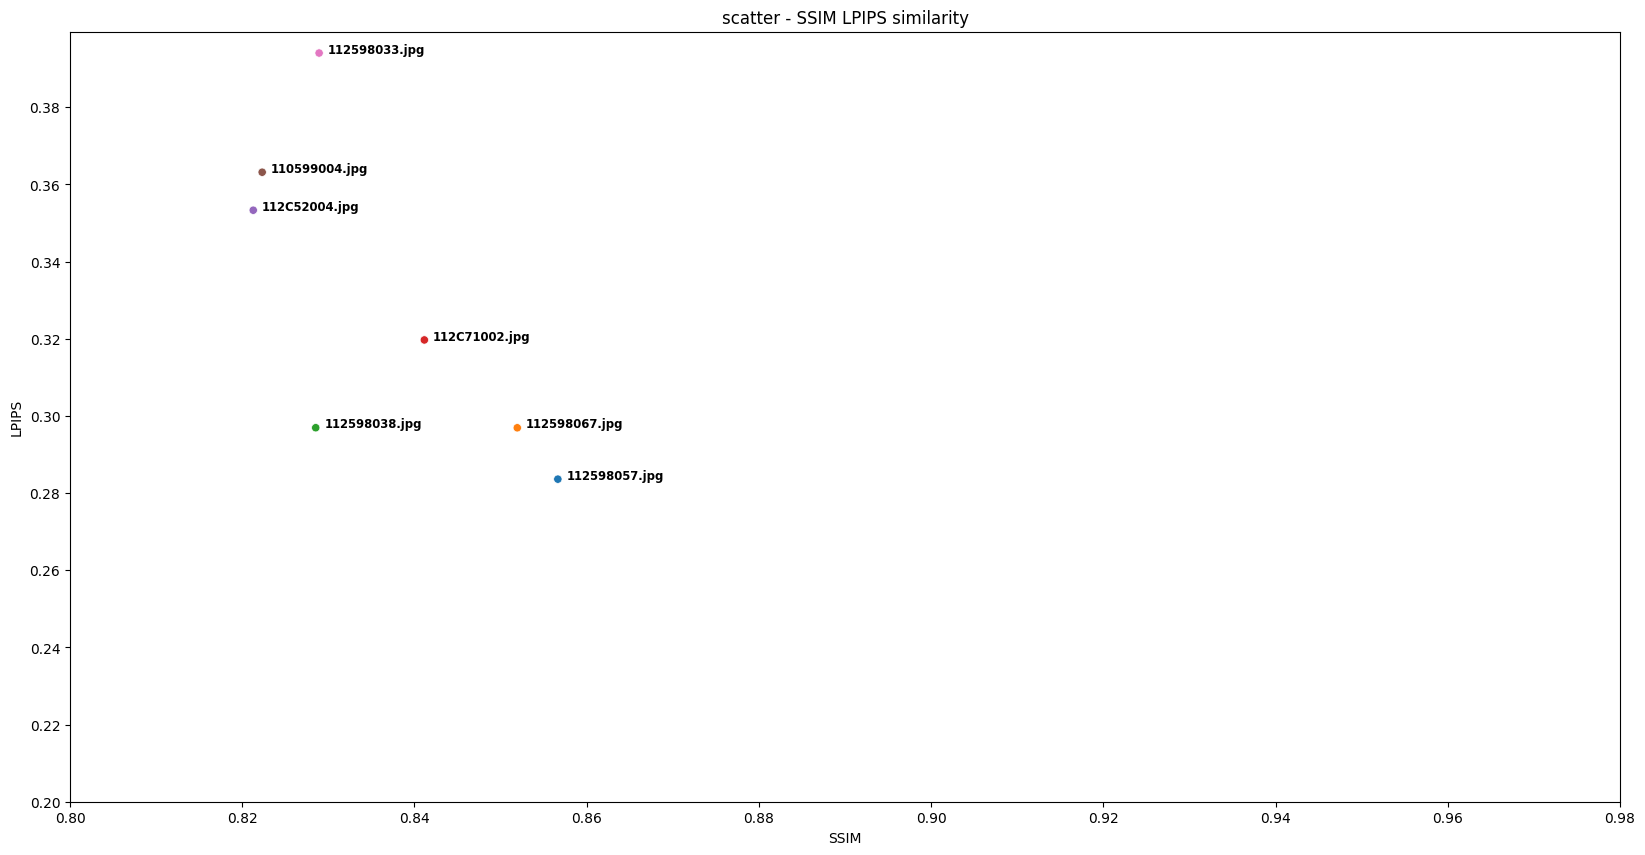 scatter - SSIM LPIPS similarity
112598033.jpg
0.38
110599004.jpg
0.36
112C52004.jpg
0.34
112C71002.jpg
0.32
LPIPS
0.30
112598038.jpg
112598067.jpg
112598057.jpg
0.28
0.26
0.24
0.22
0.20
0.80 0.82 0.84 0.86 0.88 0.90 0.92 0.94 0.96 0.98
SSIM